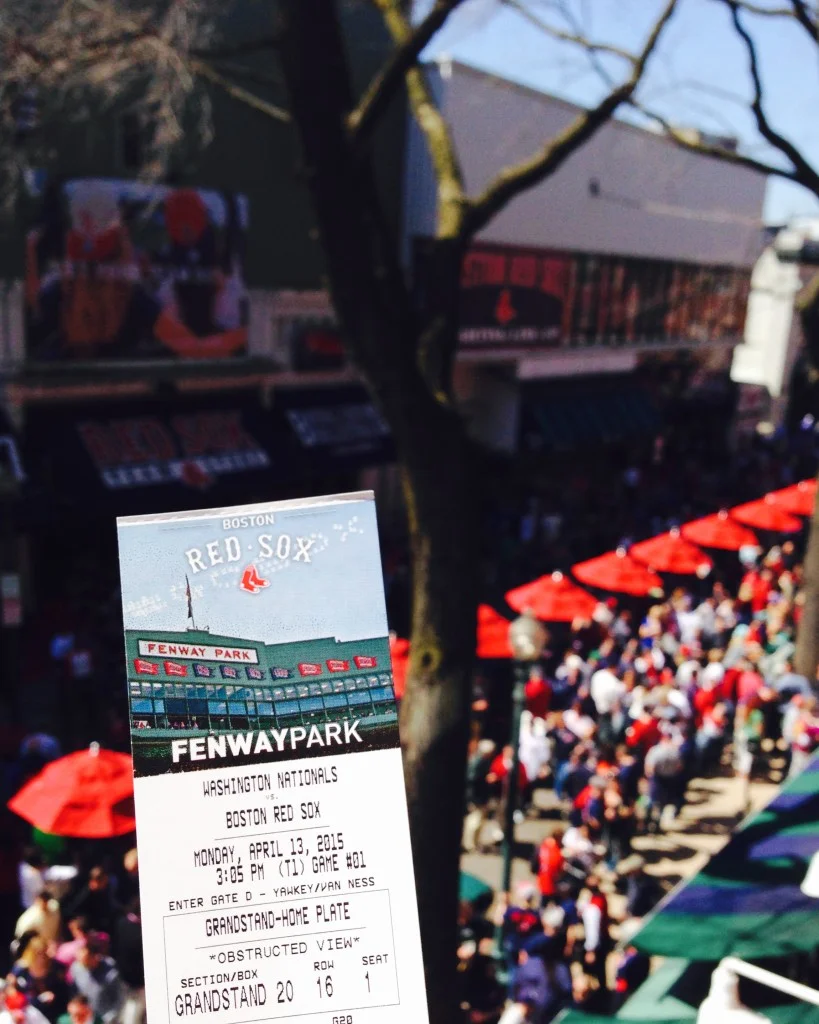 BOSTON
RED SOX
FENWAY PARK
FENWAYPARK
WASHINGTON NATIONALS
VS.
BOSTON RED SOX
MONDAY, APRIL 13, 2015
3:05 PM (T1) GAME #01
ENTER GATE D - YAWKEY/VAN NESS
GRANDSTAND-HOME PLATE
*OBSTRUCTED VIEW*
SECTION/BOX ROW SEAT
GRANDSTAND 20 16 1
G20
RED SOX